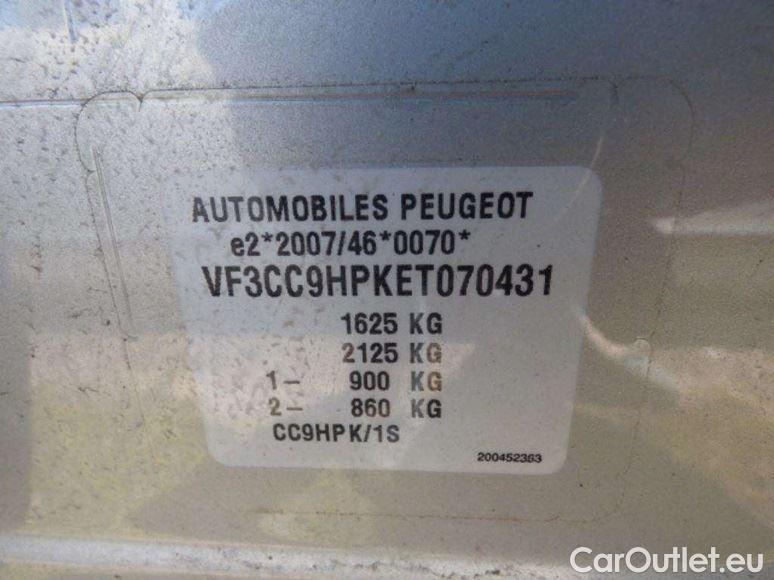 AUTOMOBILES PEUGEOT
e2*2007/46*0070*
VF3CC9HPKET070431
1625 KG
2125 KG
1- 900 KG
2- 860 KG
CC9HPK/1S
200452363
CarOutlet.eu